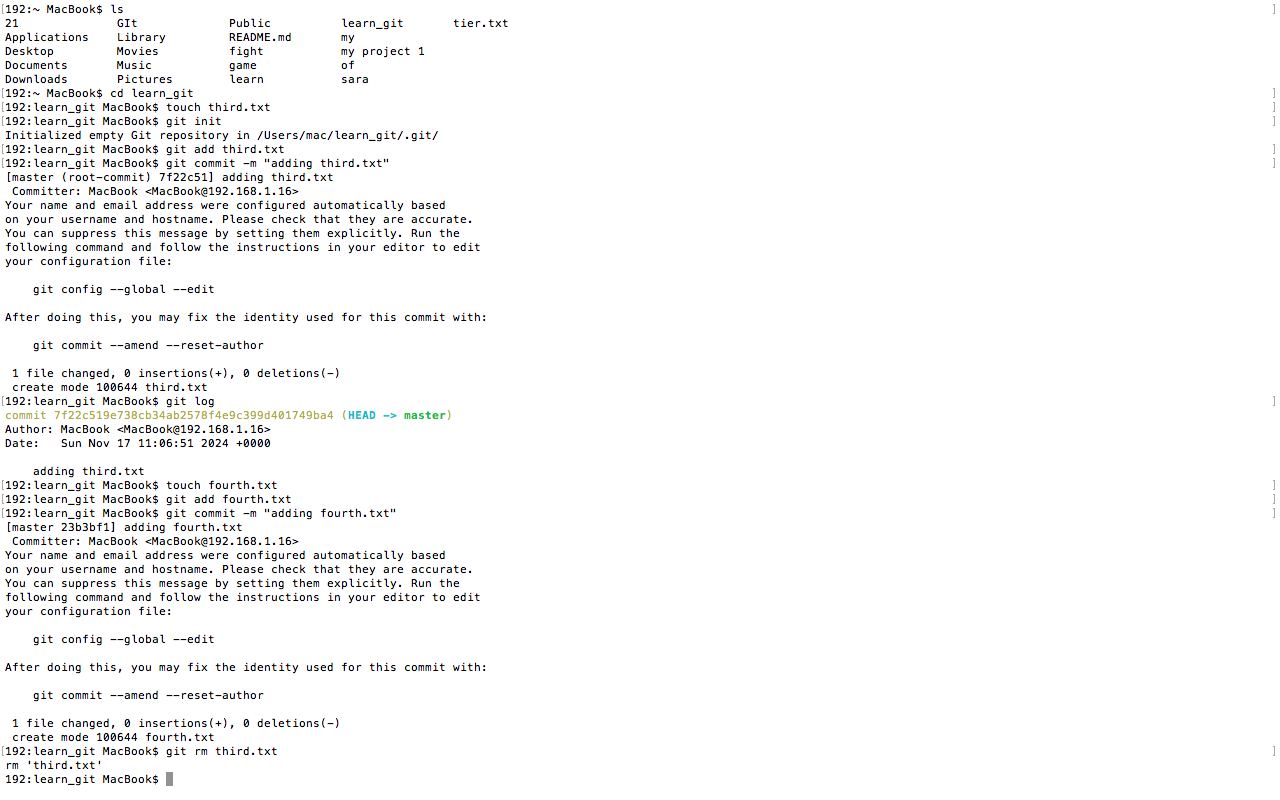 [192:~ MacBook$ ls ]
21 GIt Public learn_git tier.txt
Applications Library README.md my
Desktop Movies fight my project 1
Documents Music game of
Downloads Pictures learn sara
[192:~ MacBook$ cd learn_git ]
[192:learn_git MacBook$ touch third.txt ]
[192:learn_git MacBook$ git init ]
Initialized empty Git repository in /Users/mac/learn_git/.git/
[192:learn_git MacBook$ git add third.txt ]
[192:learn_git MacBook$ git commit -m "adding third.txt" ]
[master (root-commit) 7f22c51] adding third.txt
 Committer: MacBook <MacBook@192.168.1.16>
Your name and email address were configured automatically based
on your username and hostname. Please check that they are accurate.
You can suppress this message by setting them explicitly. Run the
following command and follow the instructions in your editor to edit
your configuration file:

    git config --global --edit

After doing this, you may fix the identity used for this commit with:

    git commit --amend --reset-author

 1 file changed, 0 insertions(+), 0 deletions(-)
 create mode 100644 third.txt
[192:learn_git MacBook$ git log ]
commit 7f22c519e738cb34ab2578f4e9c399d401749ba4 (HEAD -> master)
Author: MacBook <MacBook@192.168.1.16>
Date:   Sun Nov 17 11:06:51 2024 +0000

    adding third.txt
[192:learn_git MacBook$ touch fourth.txt ]
[192:learn_git MacBook$ git add fourth.txt ]
[192:learn_git MacBook$ git commit -m "adding fourth.txt" ]
[master 23b3bf1] adding fourth.txt
 Committer: MacBook <MacBook@192.168.1.16>
Your name and email address were configured automatically based
on your username and hostname. Please check that they are accurate.
You can suppress this message by setting them explicitly. Run the
following command and follow the instructions in your editor to edit
your configuration file:

    git config --global --edit

After doing this, you may fix the identity used for this commit with:

    git commit --amend --reset-author

 1 file changed, 0 insertions(+), 0 deletions(-)
 create mode 100644 fourth.txt
[192:learn_git MacBook$ git rm third.txt ]
rm 'third.txt'
192:learn_git MacBook$